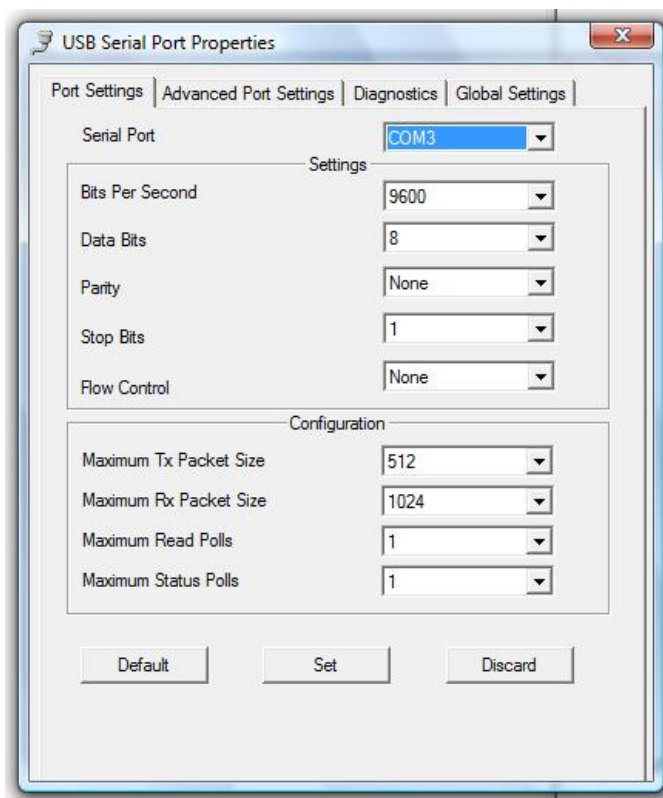 USB Serial Port Properties
Port Settings Advanced Port Settings Diagnostics Global Settings
Serial Port COM3
Settings
Bits Per Second 9600
Data Bits 8
Parity None
Stop Bits 1
Flow Control None
Configuration
Maximum Tx Packet Size 512
Maximum Rx Packet Size 1024
Maximum Read Polls 1
Maximum Status Polls 1
Default Set Discard